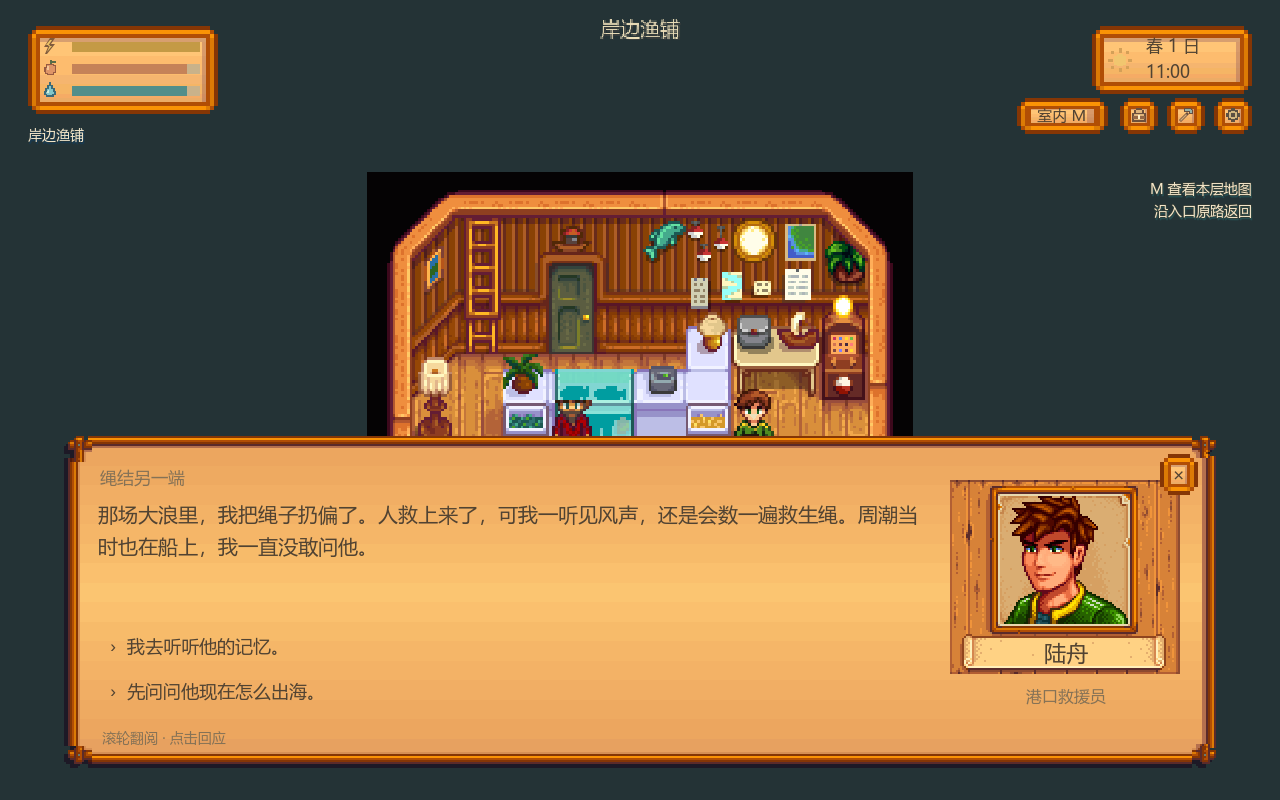 岸边渔铺
春 1 日
11:00
室内 M
岸边渔铺
M 查看本层地图
沿入口原路返回
绳结另一端
那场大浪里，我把绳子扔偏了。人救上来了，可我一听见风声，还是会数一遍救生绳。周潮当
时也在船上，我一直没敢问他。
› 我去听听他的记忆。
› 先问问他现在怎么出海。
滚轮翻阅 · 点击回应
陆舟
港口救援员